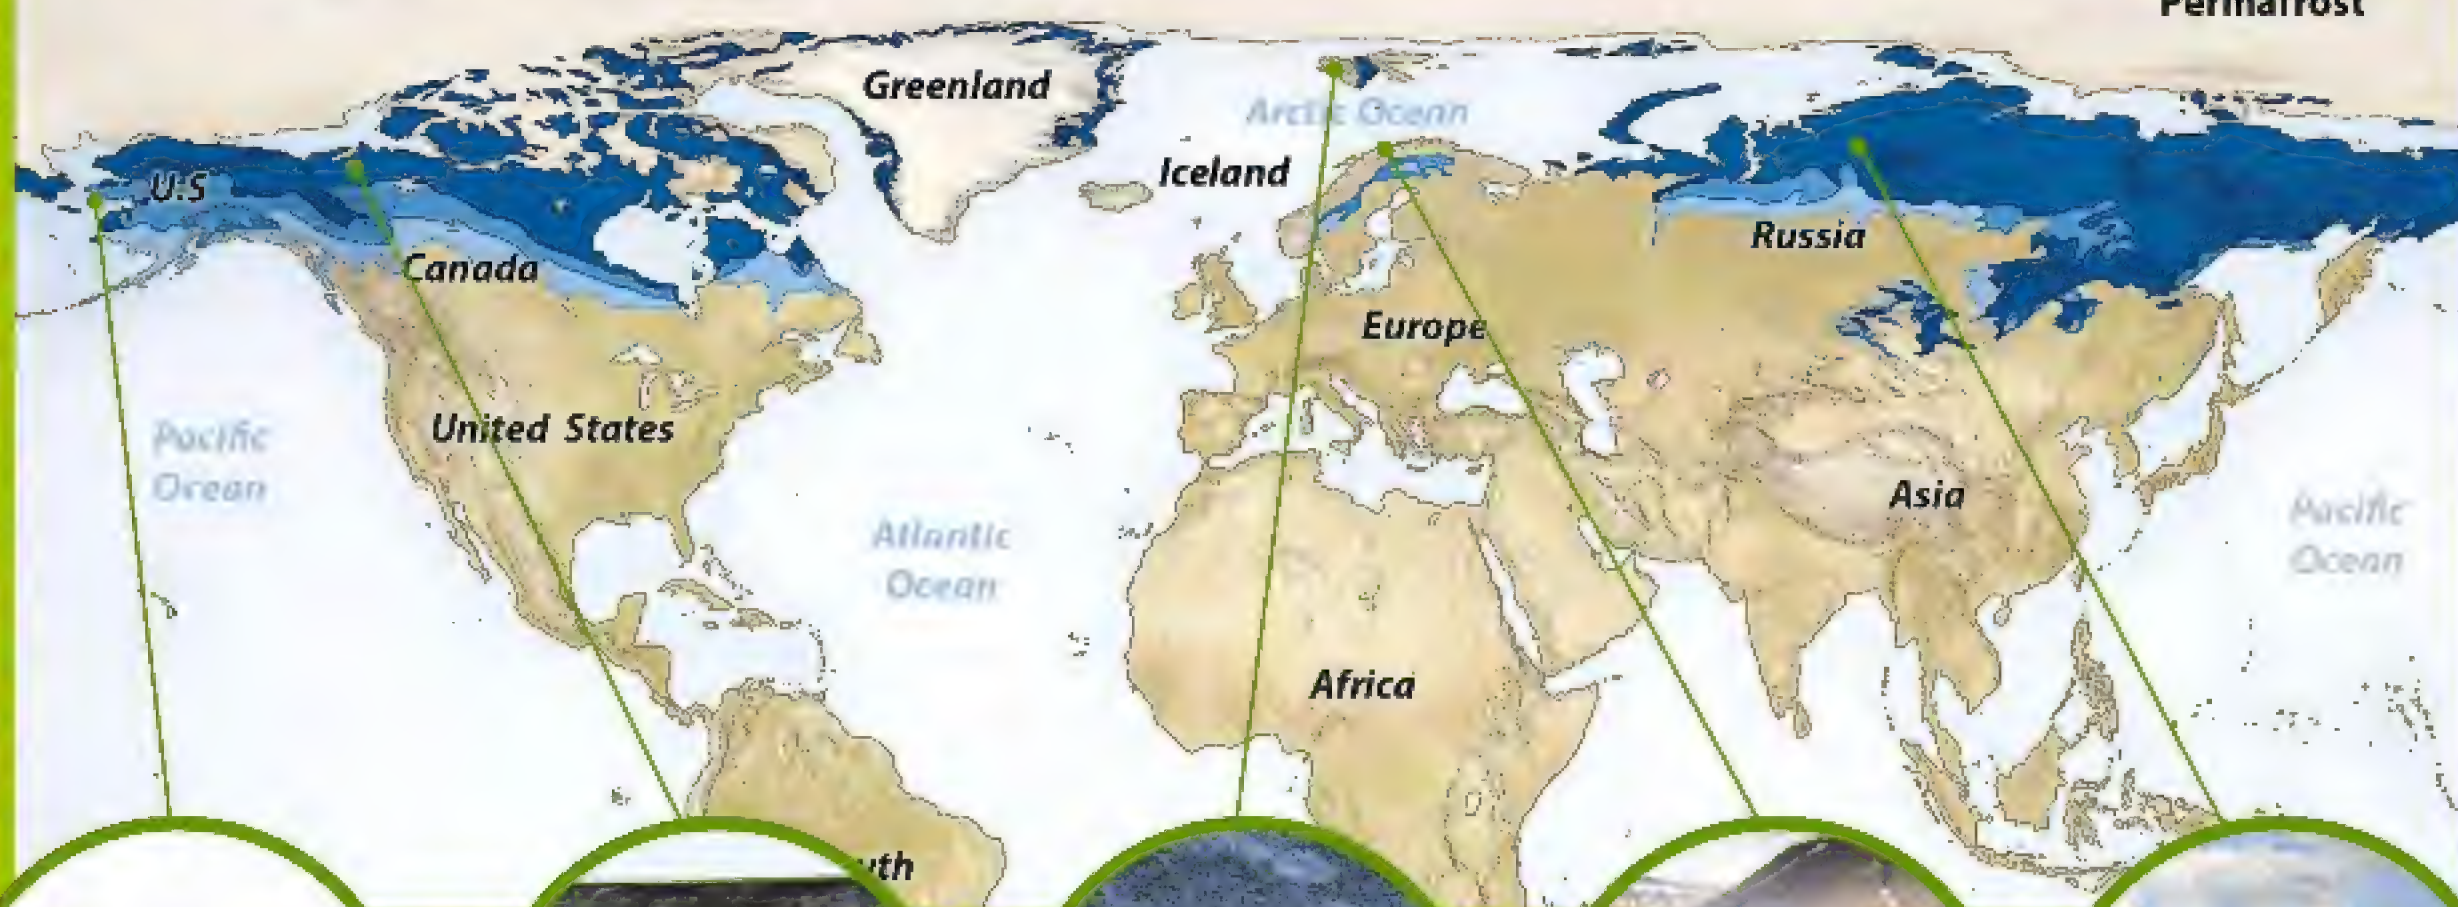 Permafrost
Greenland
Arctic Ocean
Iceland
U.S
Canada
Russia
Europe
United States
Pacific
Ocean
Asia
Atlantic
Ocean
Pacific
Ocean
Africa
uth